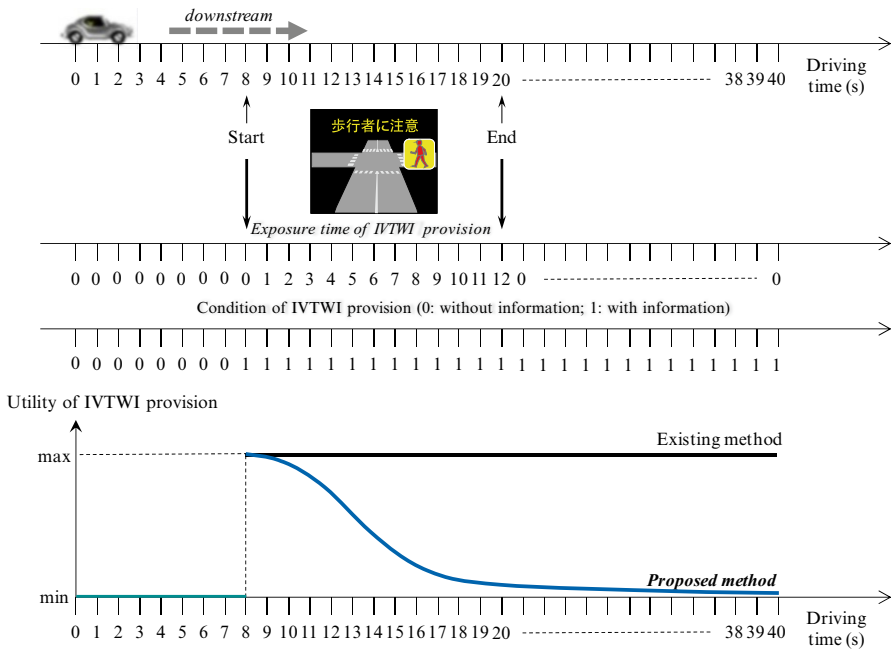 downstream
0 1 2 3 4 5 6 7 8 9 10 11 12 13 14 15 16 17 18 19 20 38 39 40
Driving
time (s)
Start
歩行者に注意
End
Exposure time of IVTWI provision
0 0 0 0 0 0 0 0 0 1 2 3 4 5 6 7 8 9 10 11 12 0 0
Condition of IVTWI provision (0: without information; 1: with information)
0 0 0 0 0 0 0 0 1 1 1 1 1 1 1 1 1 1 1 1 1 1 1 1 1 1 1 1 1 1 1 1 1 1
Utility of IVTWI provision
Existing method
max
Proposed method
min
0 1 2 3 4 5 6 7 8 9 10 11 12 13 14 15 16 17 18 19 20 38 39 40
Driving
time (s)